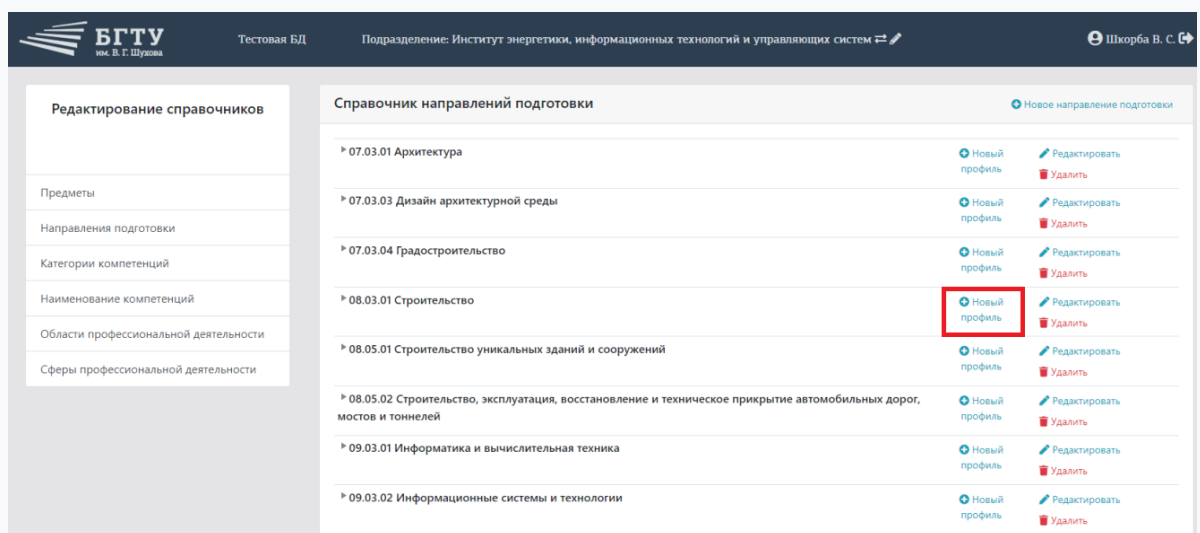 БГТУ
им. В. Г. Шухова
Тестовая БД
Подразделение: Институт энергетики, информационных технологий и управляющих систем
Шкорба В. С.
Редактирование справочников
Предметы
Направления подготовки
Категории компетенций
Наименование компетенций
Области профессиональной деятельности
Сферы профессиональной деятельности
Справочник направлений подготовки
Новое направление подготовки
07.03.01 Архитектура
Новый
профиль
Редактировать
Удалить
07.03.03 Дизайн архитектурной среды
Новый
профиль
Редактировать
Удалить
07.03.04 Градостроительство
Новый
профиль
Редактировать
Удалить
08.03.01 Строительство
Новый
профиль
Редактировать
Удалить
08.05.01 Строительство уникальных зданий и сооружений
Новый
профиль
Редактировать
Удалить
08.05.02 Строительство, эксплуатация, восстановление и техническое прикрытие автомобильных дорог,
мостов и тоннелей
Новый
профиль
Редактировать
Удалить
09.03.01 Информатика и вычислительная техника
Новый
профиль
Редактировать
Удалить
09.03.02 Информационные системы и технологии
Новый
профиль
Редактировать
Удалить